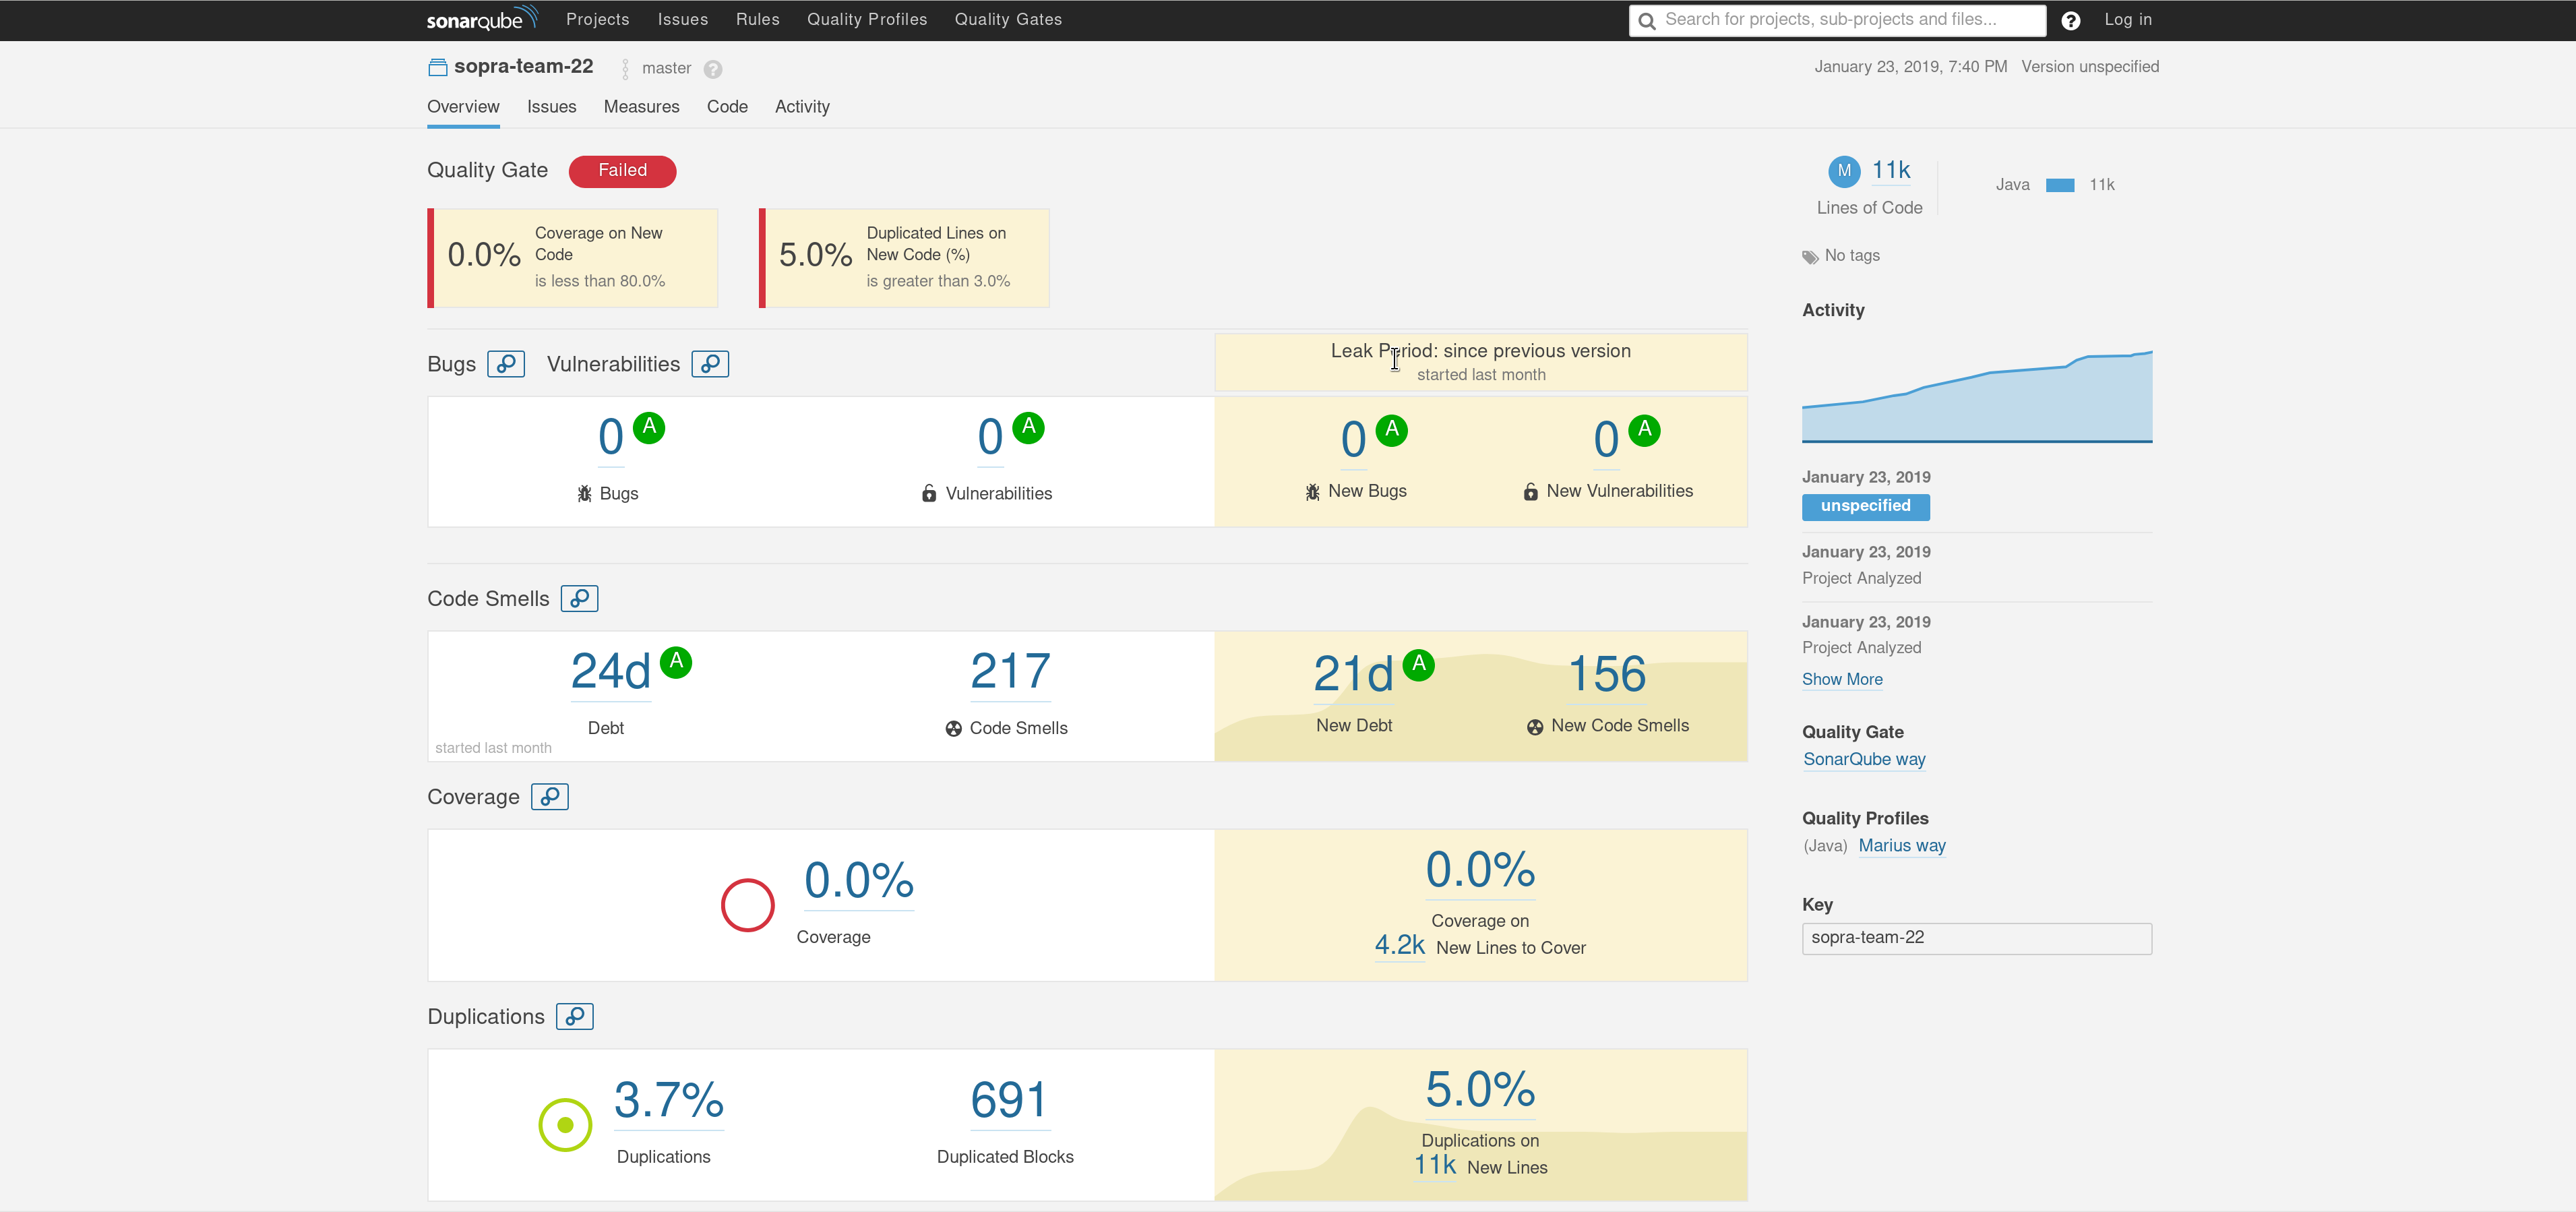 sonarqube Projects Issues Rules Quality Profiles Quality Gates Search for projects, sub-projects and files... ? Log in
sopra-team-22 master ? January 23, 2019, 7:40 PM Version unspecified
Overview Issues Measures Code Activity
Quality Gate Failed
0.0% Coverage on New
Code
is less than 80.0%
5.0% Duplicated Lines on
New Code (%)
is greater than 3.0%
Bugs Vulnerabilities
Leak Period: since previous version
started last month
0 A
Bugs
0 A
Vulnerabilities
0 A
New Bugs
0 A
New Vulnerabilities
Code Smells
24d A
Debt
started last month
217
Code Smells
21d A
New Debt
156
New Code Smells
Coverage
0.0%
Coverage
0.0%
Coverage on
4.2k New Lines to Cover
Duplications
3.7%
Duplications
691
Duplicated Blocks
5.0%
Duplications on
11k New Lines
M 11k
Lines of Code
Java 11k
No tags
Activity
January 23, 2019
unspecified
January 23, 2019
Project Analyzed
January 23, 2019
Project Analyzed
Show More
Quality Gate
SonarQube way
Quality Profiles
(Java) Marius way
Key
sopra-team-22